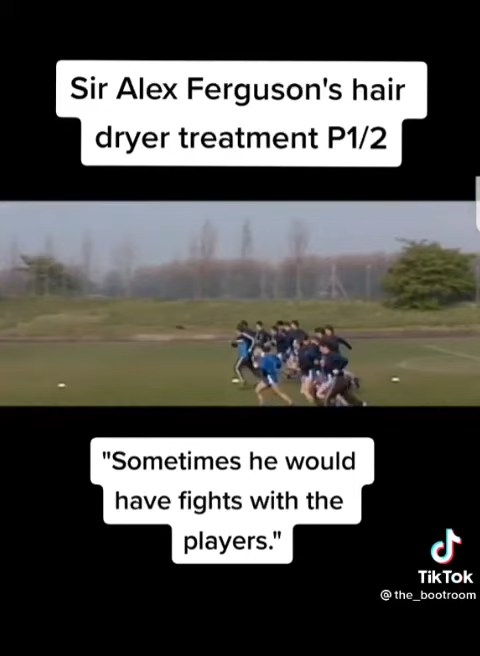 Sir Alex Ferguson's hair
dryer treatment P1/2
"Sometimes he would
have fights with the
players."
TikTok
@the_bootroom